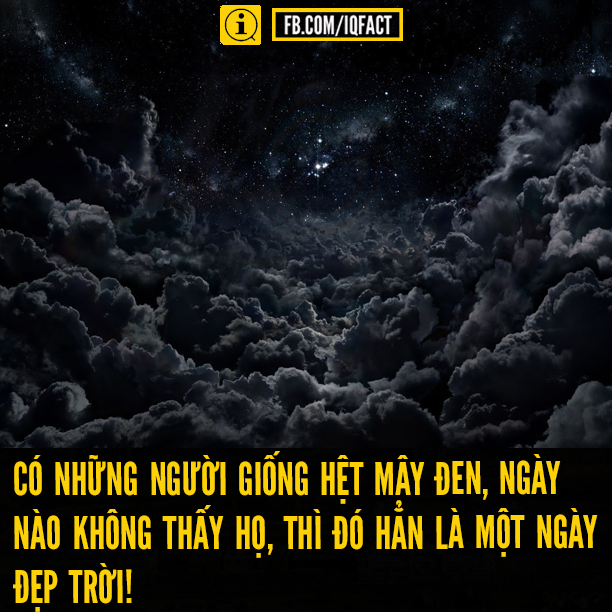 i FB.COM/IQFACT
CÓ NHỮNG NGƯỜI GIỐNG HỆT MÂY ĐEN, NGÀY
NÀO KHÔNG THẤY HỌ, THÌ ĐÓ HẲN LÀ MỘT NGÀY
ĐẸP TRỜI!